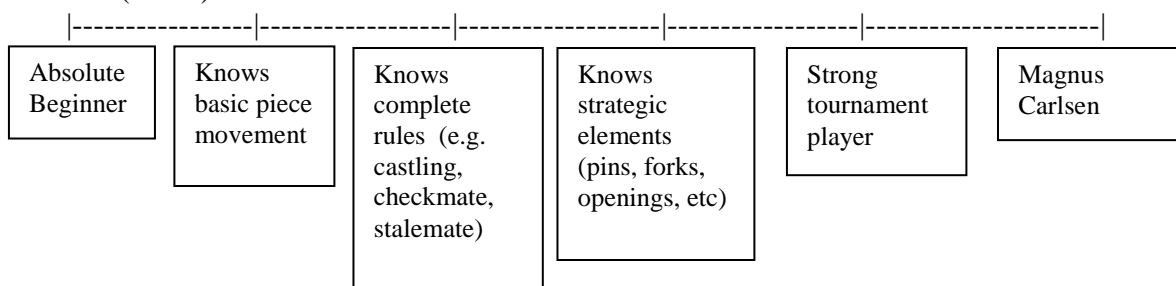 |----------------|----------------|------------------|------------------|---------------------|
Absolute
Beginner
Knows
basic piece
movement
Knows
complete
rules (e.g.
castling,
checkmate,
stalemate)
Knows
strategic
elements
(pins, forks,
openings, etc)
Strong
tournament
player
Magnus
Carlsen